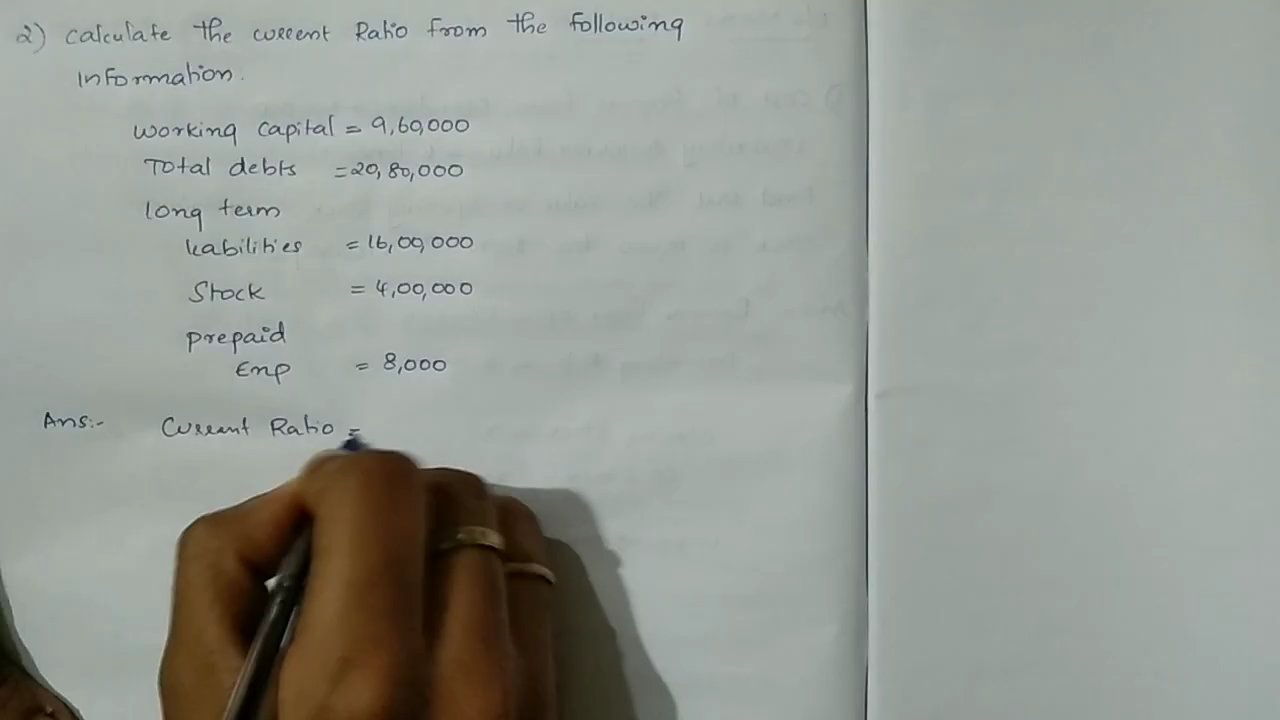 2) Calculate the current Ratio from the following
Information.
Working capital = 9,60,000
Total debts = 20,80,000
long term
liabilities = 16,00,000
Stock = 4,00,000
prepaid
Exp = 8,000
Ans:- Current Ratio =